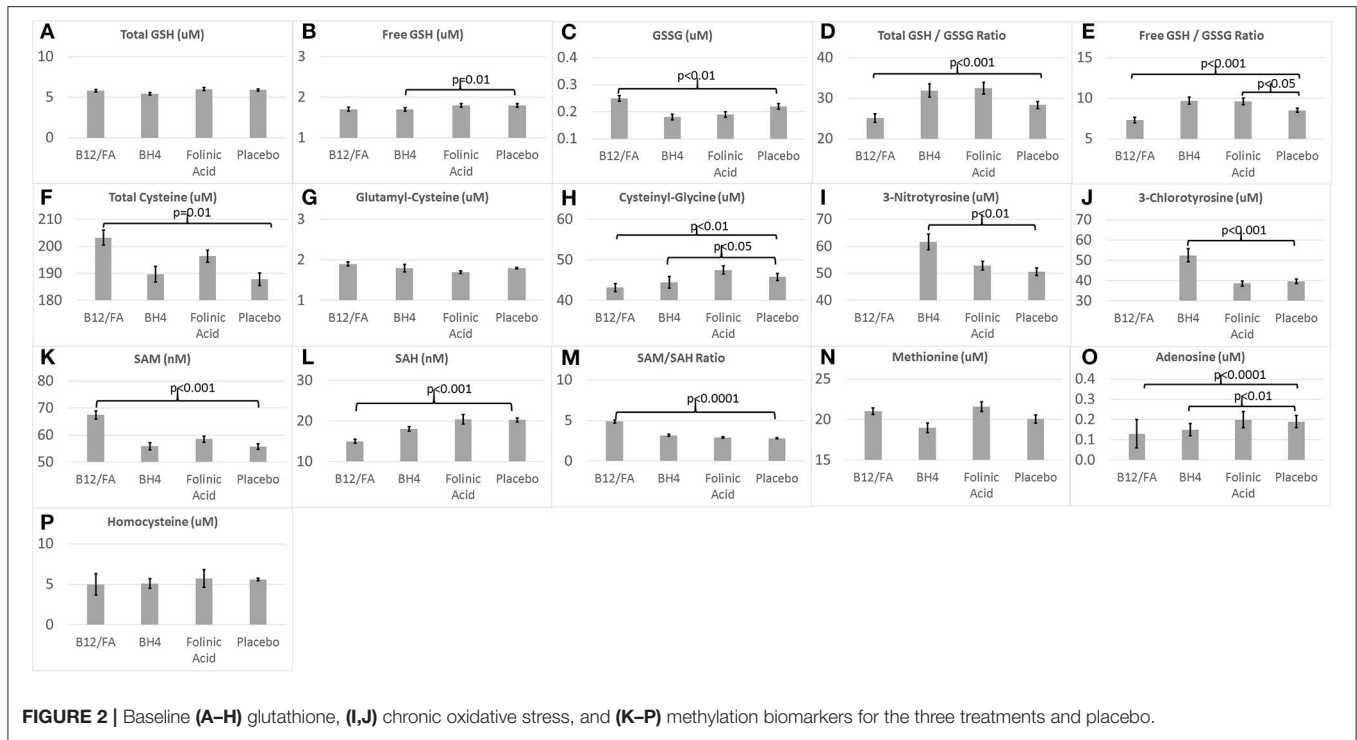 A Total GSH (uM)
10
5
0
B12/FA BH4 Folinic Placebo
Acid
B Free GSH (uM)
3
p=0.01
2
1
B12/FA BH4 Folinic Placebo
Acid
C GSSG (uM)
0.4
p<0.01
0.3
0.2
0.1
B12/FA BH4 Folinic Placebo
Acid
D Total GSH / GSSG Ratio
40
p<0.001
30
20
B12/FA BH4 Folinic Placebo
Acid
E Free GSH / GSSG Ratio
15
p<0.001
p<0.05
10
5
B12/FA BH4 Folinic Placebo
Acid
F Total Cysteine (uM)
210
p=0.01
200
190
180
B12/FA BH4 Folinic Placebo
Acid
G Glutamyl-Cysteine (uM)
3
2
1
B12/FA BH4 Folinic Placebo
Acid
H Cysteinyl-Glycine (uM)
60
p<0.01
50
p<0.05
40
B12/FA BH4 Folinic Placebo
Acid
I 3-Nitrotyrosine (uM)
70
p<0.01
60
50
40
B12/FA BH4 Folinic Placebo
Acid
J 3-Chlorotyrosine (uM)
70
60
p<0.001
50
40
30
B12/FA BH4 Folinic Placebo
Acid
K SAM (nM)
80
p<0.001
70
60
50
B12/FA BH4 Folinic Placebo
Acid
L SAH (nM)
30
p<0.001
20
10
B12/FA BH4 Folinic Placebo
Acid
M SAM/SAH Ratio
10
p<0.0001
5
0
B12/FA BH4 Folinic Placebo
Acid
N Methionine (uM)
25
20
15
B12/FA BH4 Folinic Placebo
Acid
O Adenosine (uM)
0.4
p<0.0001
0.3
p<0.01
0.2
0.1
0.0
B12/FA BH4 Folinic Placebo
Acid
P Homocysteine (uM)
10
5
0
B12/FA BH4 Folinic Placebo
Acid
FIGURE 2 | Baseline (A–H) glutathione, (I,J) chronic oxidative stress, and (K–P) methylation biomarkers for the three treatments and placebo.